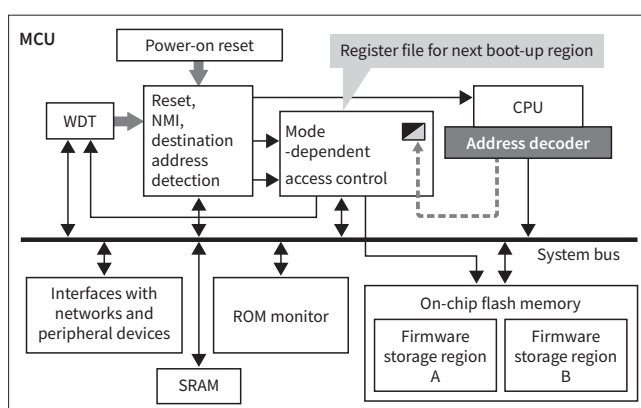 MCU
Power-on reset
Register file for next boot-up region
WDT
Reset,
NMI,
destination
address
detection
Mode
-dependent
access control
CPU
Address decoder
System bus
Interfaces with
networks and
peripheral devices
ROM monitor
SRAM
On-chip flash memory
Firmware
storage region
A
Firmware
storage region
B